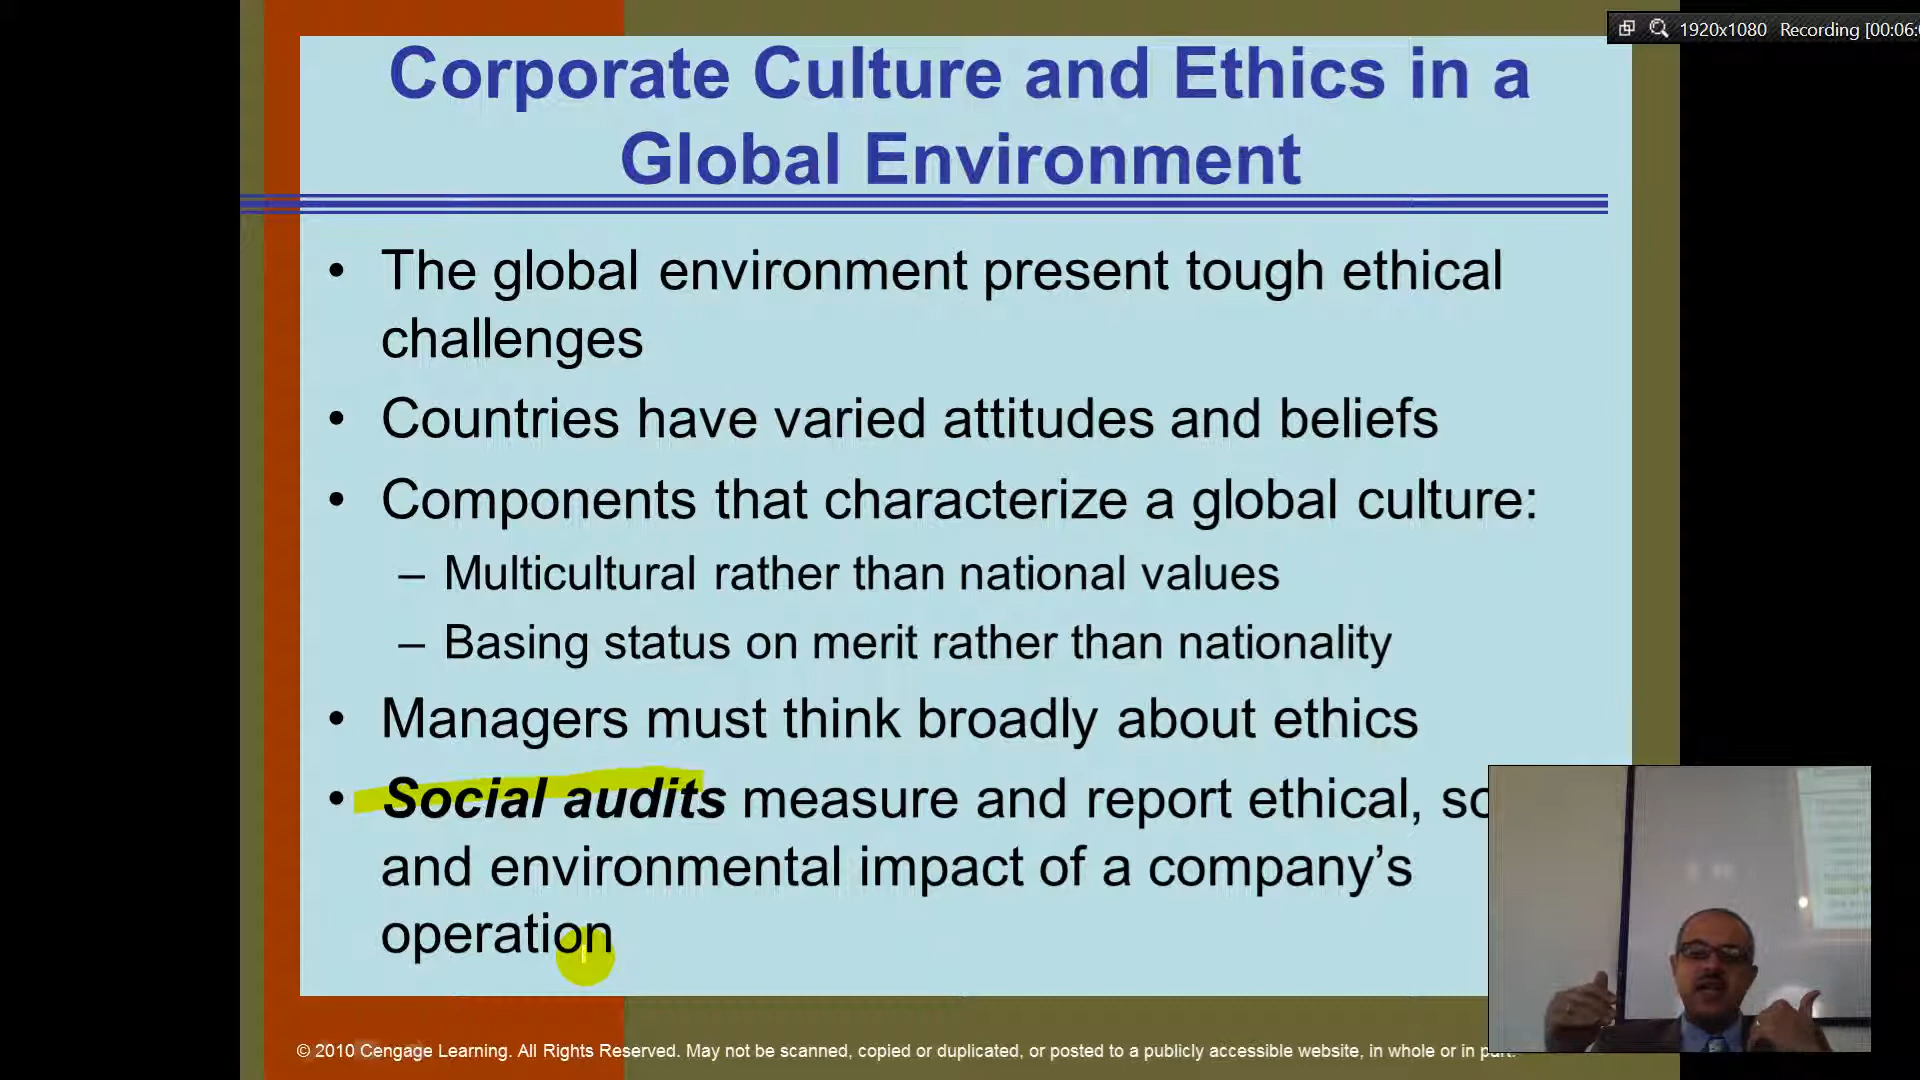 1920x1080 Recording [00:06:
Corporate Culture and Ethics in a
Global Environment
• The global environment present tough ethical
challenges
• Countries have varied attitudes and beliefs
• Components that characterize a global culture:
– Multicultural rather than national values
– Basing status on merit rather than nationality
• Managers must think broadly about ethics
• Social audits measure and report ethical,
and environmental impact of a company’s
operation
© 2010 Cengage Learning. All Rights Reserved. May not be scanned, copied or duplicated, or posted to a publicly accessible website, in whole or in part.